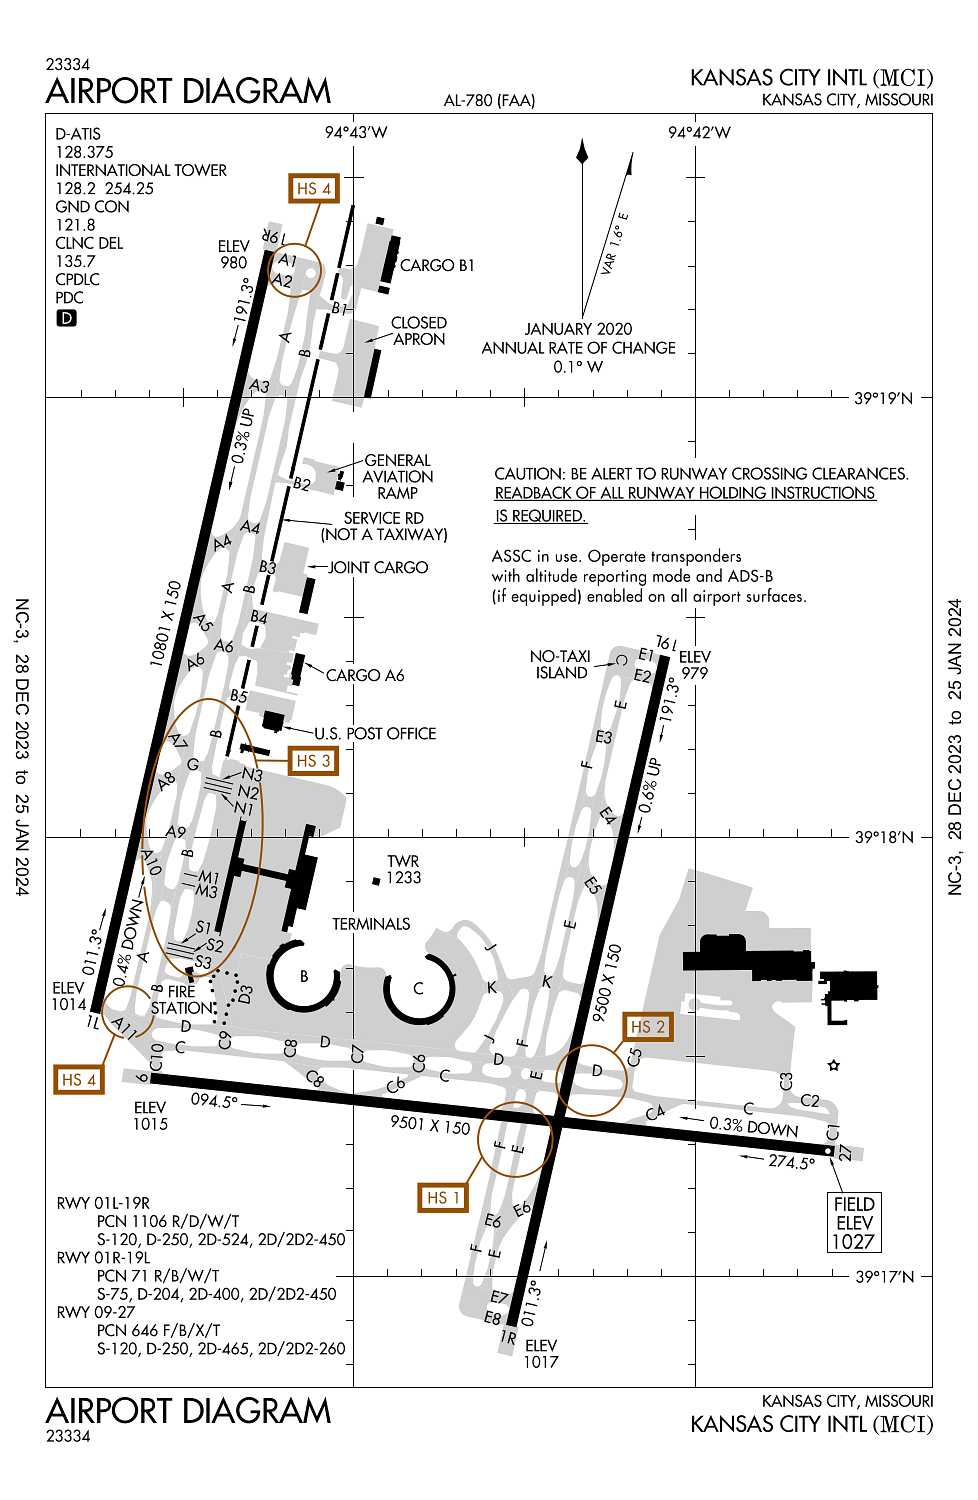 23334
AIRPORT DIAGRAM
AL-780 (FAA)
KANSAS CITY INTL (MCI)
KANSAS CITY, MISSOURI
D-ATIS
128.375
INTERNATIONAL TOWER
128.2 254.25
GND CON
121.8
CLNC DEL
135.7
CPDLC
PDC
D
94°43'W
94°42'W
HS 4
19R
ELEV
980
A1
A2
191.3°
CARGO B1
B1
VAR 1.6° E
JANUARY 2020
ANNUAL RATE OF CHANGE
0.1° W
CLOSED
APRON
A
B
A3
39°19'N
0.3% UP
GENERAL
AVIATION
RAMP
B2
CAUTION: BE ALERT TO RUNWAY CROSSING CLEARANCES.
READBACK OF ALL RUNWAY HOLDING INSTRUCTIONS
IS REQUIRED.
SERVICE RD
(NOT A TAXIWAY)
A4
A4
ASSC in use. Operate transponders
with altitude reporting mode and ADS-B
(if equipped) enabled on all airport surfaces.
B3
JOINT CARGO
A
B
10801 X 150
B4
A5
A6
A6
CARGO A6
B5
U.S. POST OFFICE
NO-TAXI
ISLAND
C
E1
E2
19L
ELEV
979
191.3°
E
E3
F
0.6% UP
E4
A7
B
G
HS 3
A8
N3
N2
N1
39°18'N
A9
B
A10
M1
M3
TWR
1233
E5
TERMINALS
S1
S2
S3
E
J
0.4% DOWN
011.3°
A
B
FIRE
STATION
D3
B
C
K
K
9500 X 150
ELEV
1014
1L
A11
D
C
C9
C8
D
C7
C6
J
F
D
E
HS 2
C5
D
HS 4
C10
9
C8
C6
C
C3
C2
C
C4
C1
27
ELEV
1015
094.5°
9501 X 150
0.3% DOWN
274.5°
F
E
HS 1
FIELD
ELEV
1027
E6
E6
F
E
RWY 01L-19R
PCN 1106 R/D/W/T
S-120, D-250, 2D-524, 2D/2D2-450
RWY 01R-19L
PCN 71 R/B/W/T
S-75, D-204, 2D-400, 2D/2D2-450
RWY 09-27
PCN 646 F/B/X/T
S-120, D-250, 2D-465, 2D/2D2-260
39°17'N
011.3°
E7
E8
1R
ELEV
1017
NC-3, 28 DEC 2023 to 25 JAN 2024
NC-3, 28 DEC 2023 to 25 JAN 2024
AIRPORT DIAGRAM
23334
KANSAS CITY, MISSOURI
KANSAS CITY INTL (MCI)